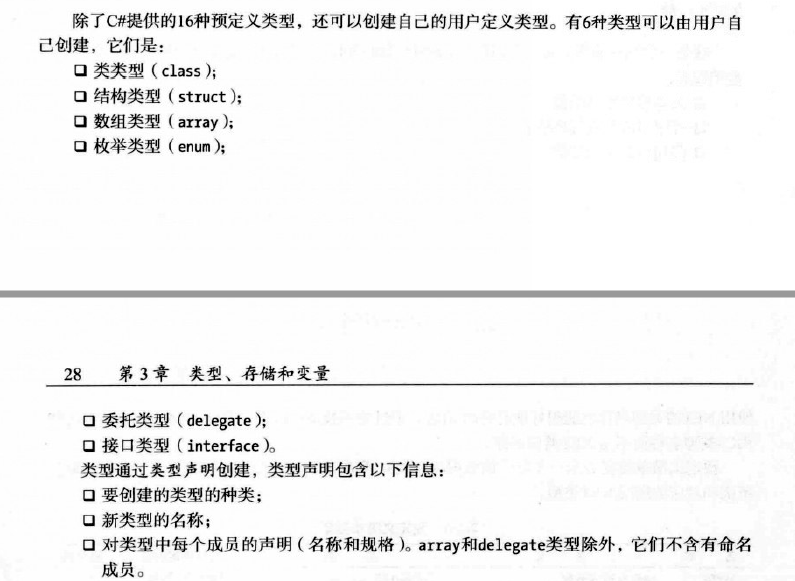 除了C#提供的16种预定义类型，还可以创建自己的用户定义类型。有6种类型可以由用户自
己创建，它们是：
❑ 类类型（class）；
❑ 结构类型（struct）；
❑ 数组类型（array）；
❑ 枚举类型（enum）；
28 第3章 类型、存储和变量
❑ 委托类型（delegate）；
❑ 接口类型（interface）。
类型通过类型声明创建，类型声明包含以下信息：
❑ 要创建的类型的种类；
❑ 新类型的名称；
❑ 对类型中每个成员的声明（名称和规格）。array和delegate类型除外，它们不含有命名
成员。